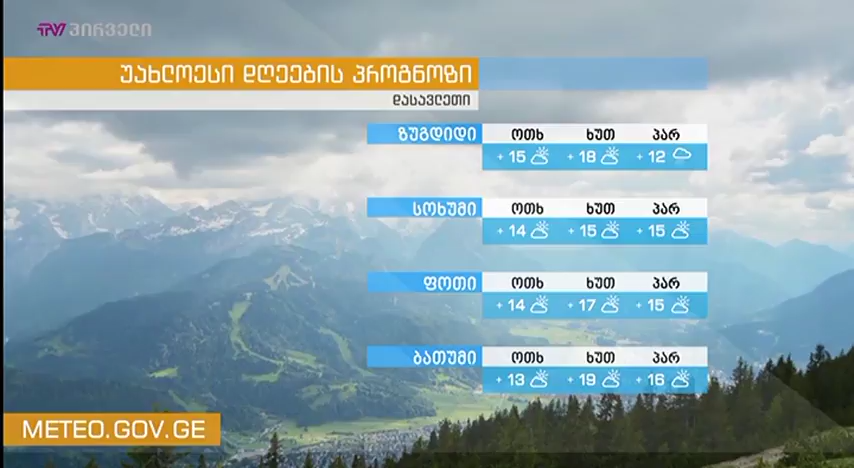 TV პირველი
უახლოესი დღეების პროგნოზი
დასავლეთი
ზუგდიდი ოთხ ხუთ პარ
+15 +18 +12
სოხუმი ოთხ ხუთ პარ
+14 +15 +15
ფოთი ოთხ ხუთ პარ
+14 +17 +15
ბათუმი ოთხ ხუთ პარ
+13 +19 +16
METEO.GOV.GE